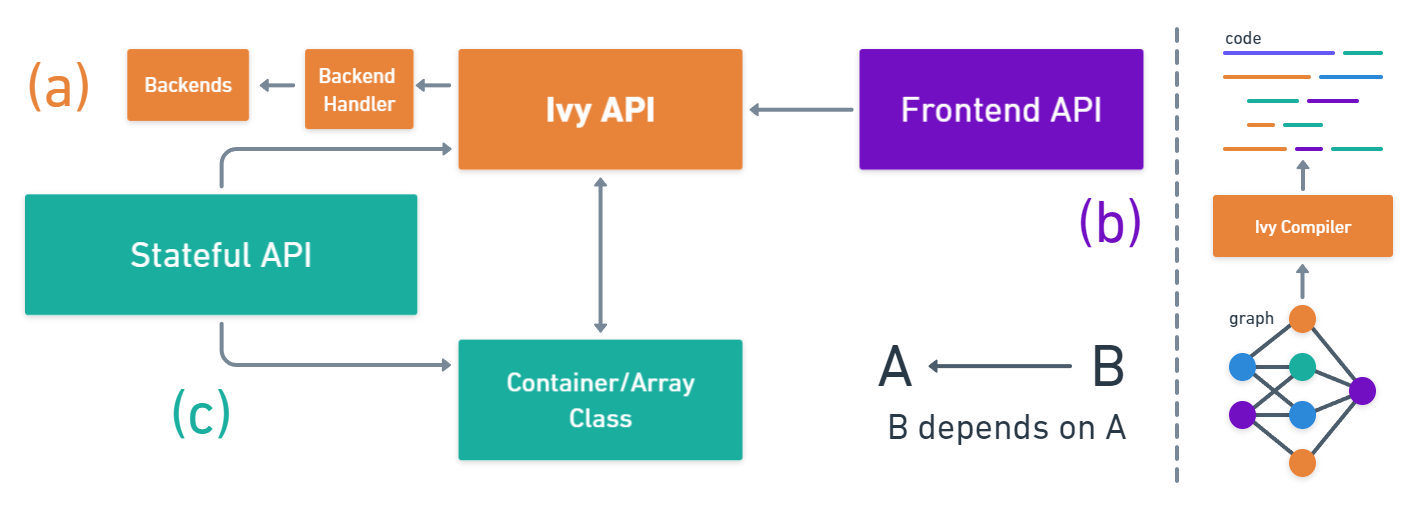 (a)
Backends
Backend
Handler
Ivy API
Frontend API
(b)
Stateful API
(c)
Container/Array
Class
A
B
B depends on A
code
Ivy Compiler
graph